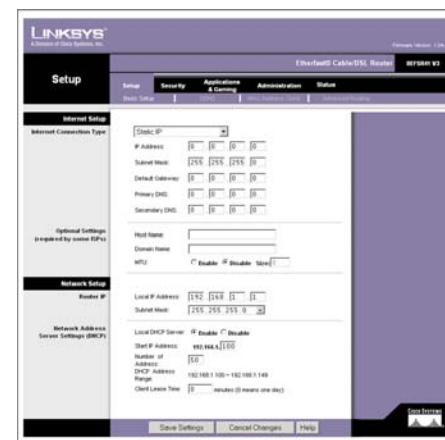 LINKSYS
A Division of Cisco Systems, Inc.
Firmware Version: 1.04
Etherfast® Cable/DSL Router BEFSR41 V3
Setup
Setup Security Applications & Gaming Administration Status
Basic Setup | DDNS | MAC Address Clone | Advanced Routing
Internet Setup
Internet Connection Type
Static IP
IP Address: 0 0 0 0
Subnet Mask: 255 255 255 0
Default Gateway: 0 0 0 0
Primary DNS: 0 0 0 0
Secondary DNS: 0 0 0 0
Optional Settings
(required by some ISPs)
Host Name:
Domain Name:
MTU: Enable Disable Size:
Network Setup
Router IP
Local IP Address: 192 168 1 1
Subnet Mask: 255.255.255.0
Network Address
Server Settings (DHCP)
Local DHCP Server: Enable Disable
Start IP Address: 192.168.1. 100
Number of
Address: 50
DHCP Address
Range: 192.168.1.100 ~ 192.168.1.149
Client Lease Time: 0 minutes (0 means one day)
Cisco Systems
Save Settings Cancel Changes Help